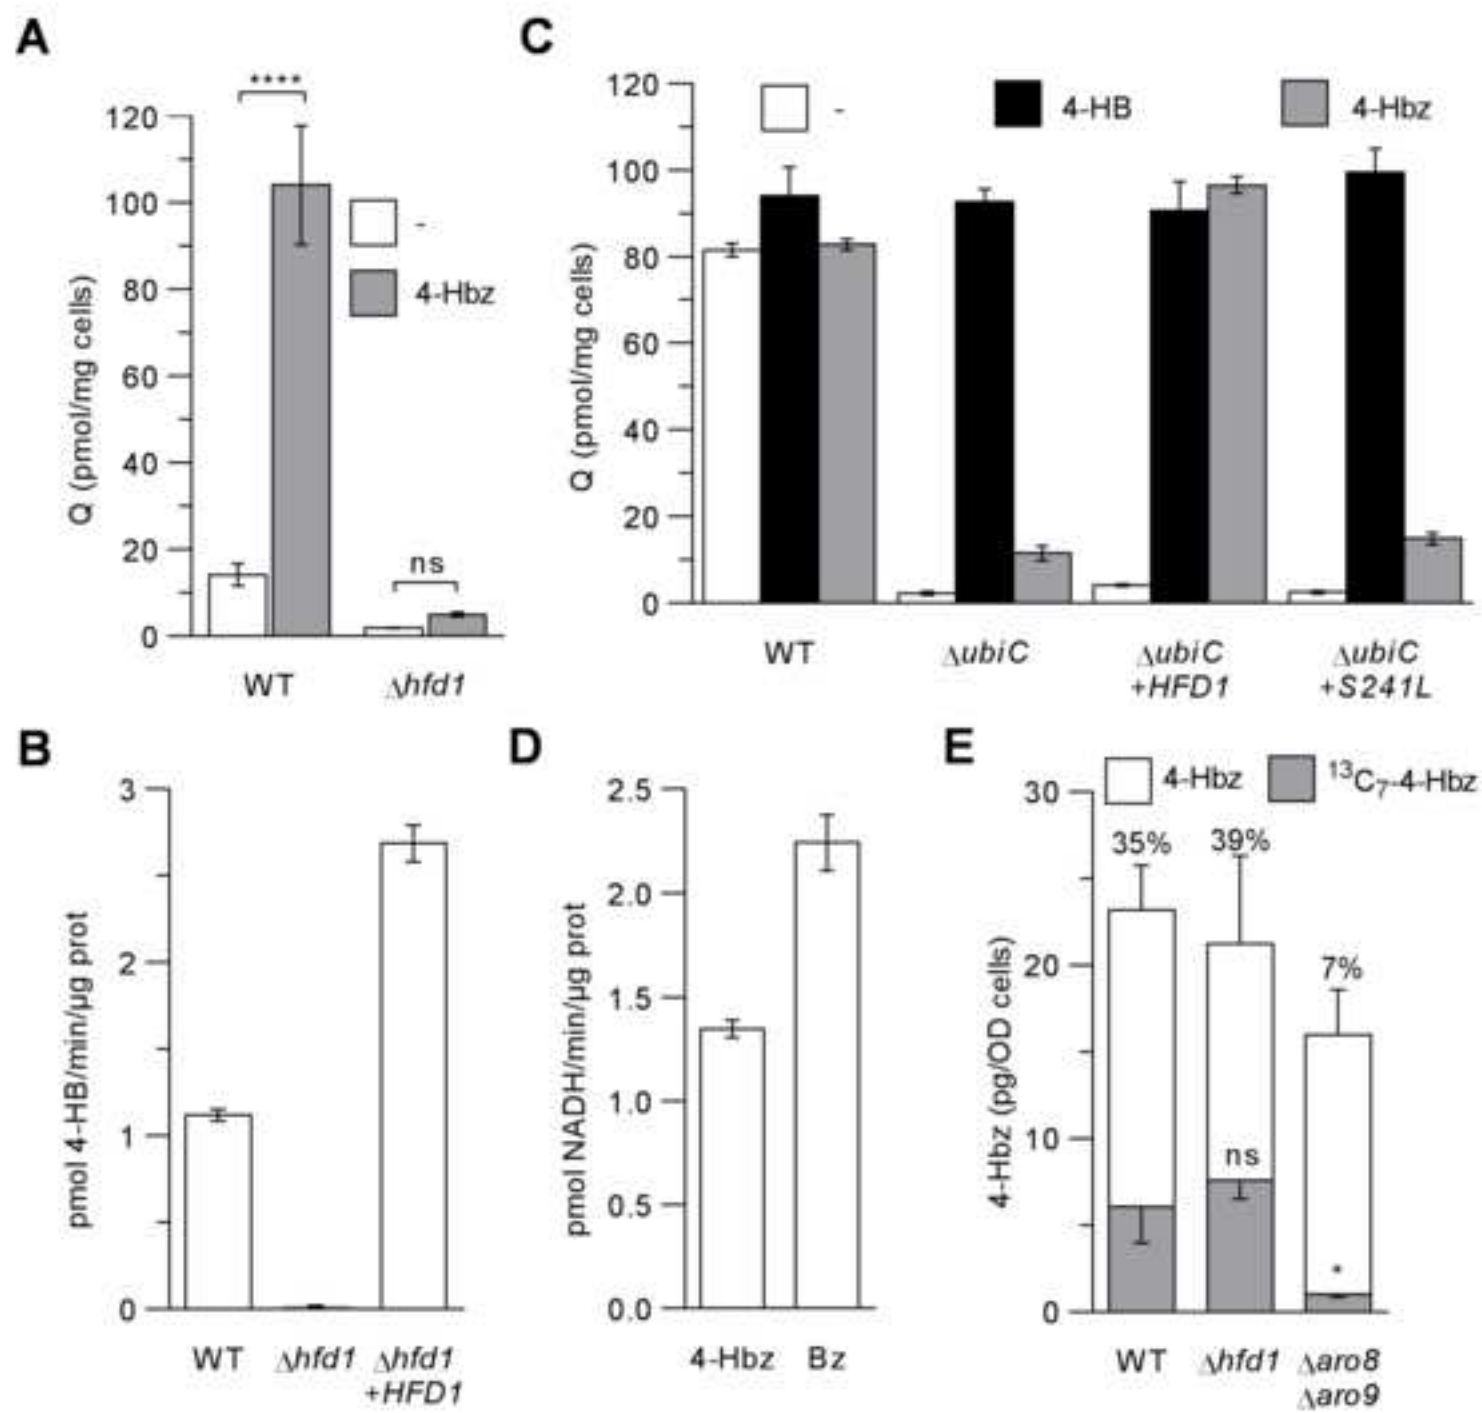 A
****
120
100
80
60
40
20
0
Q (pmol/mg cells)
-
4-Hbz
ns
WT
Δhfd1
C
120
100
80
60
40
20
0
Q (pmol/mg cells)
-
4-HB
4-Hbz
WT
ΔubiC
ΔubiC
+HFD1
ΔubiC
+S241L
B
3
2
1
0
pmol 4-HB/min/μg prot
WT
Δhfd1
Δhfd1
+HFD1
D
2.5
2.0
1.5
1.0
0.5
0.0
pmol NADH/min/μg prot
4-Hbz
Bz
E
4-Hbz
¹³C₇-4-Hbz
30
20
10
0
4-Hbz (pg/OD cells)
35%
39%
7%
ns
*
WT
Δhfd1
Δaro8
Δaro9